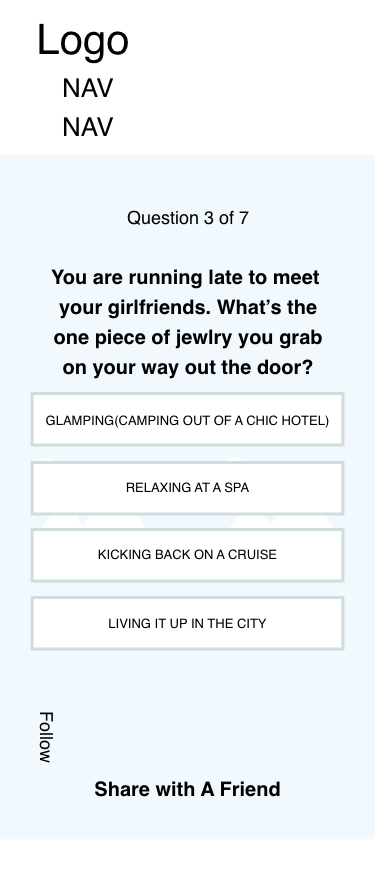 Logo
NAV
NAV
Question 3 of 7
You are running late to meet
your girlfriends. What's the
one piece of jewlry you grab
on your way out the door?
GLAMPING(CAMPING OUT OF A CHIC HOTEL)
RELAXING AT A SPA
KICKING BACK ON A CRUISE
LIVING IT UP IN THE CITY
Follow
Share with A Friend